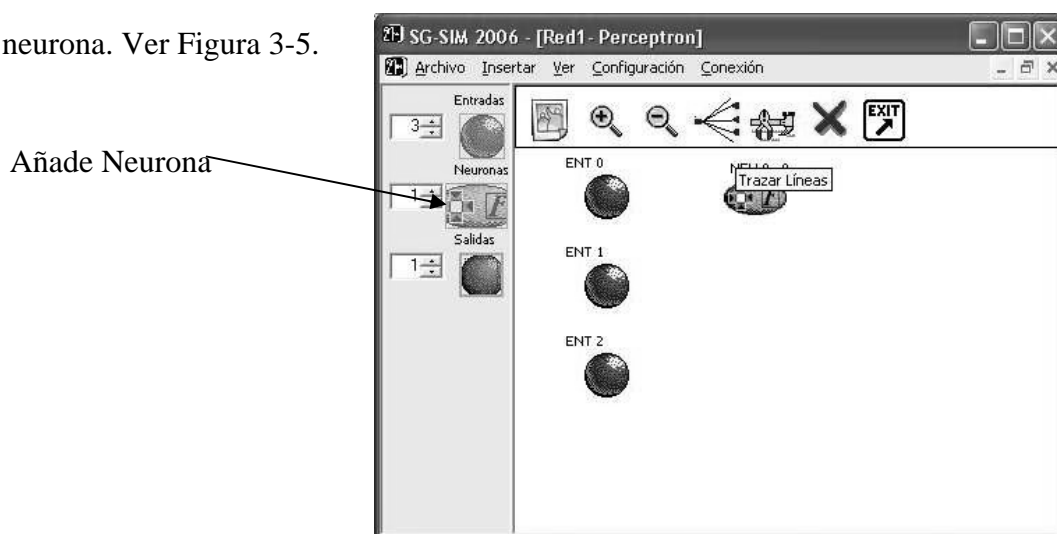 neurona. Ver Figura 3-5.
Añade Neurona
SG-SIM 2006 - [Red1 - Perceptron]
Archivo Insertar Ver Configuración Conexión
Entradas
3
Neuronas
1
Salidas
1
EXIT
ENT 0
Trazar Líneas
F
ENT 1
ENT 2